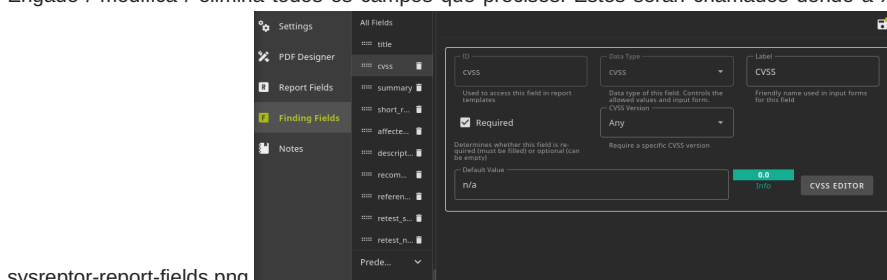 Engade / modifica / elimina todos os campos que precises. Estes serán chamados dende a
Settings
PDF Designer
Report Fields
Finding Fields
Notes
All Fields
title
cvss
summary
short_r...
affecte...
descript...
recom...
referen...
retest_s...
retest_n...
Prede...
ID
cvss
Used to access this field in report
templates
Data Type
cvss
Data type of this field. Controls the
allowed values and input form.
Label
CVSS
Friendly name used in input forms
for this field
Required
Determines whether this field is re-
quired (must be filled) or optional (can
be empty)
CVSS Version
Any
Require a specific CVSS version
Default Value
n/a
0.0
Info
CVSS EDITOR
sysreptor-report-fields.png